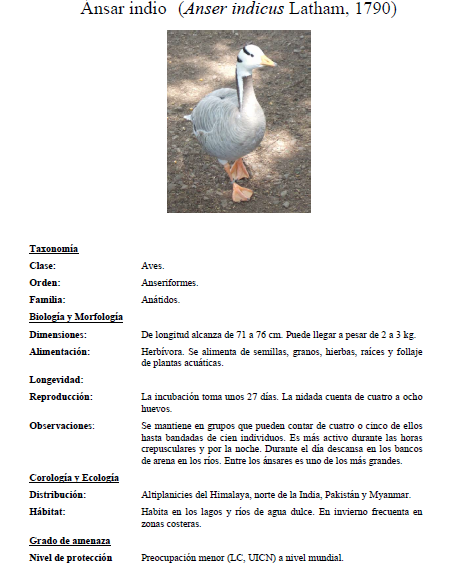 Ansar indio (Anser indicus Latham, 1790)
Taxonomía
Clase: Aves.
Orden: Anseriformes.
Familia: Anátidos.
Biología y Morfología
Dimensiones: De longitud alcanza de 71 a 76 cm. Puede llegar a pesar de 2 a 3 kg.
Alimentación: Herbívora. Se alimenta de semillas, granos, hierbas, raíces y follaje
de plantas acuáticas.
Longevidad:
Reproducción: La incubación toma unos 27 días. La nidada cuenta de cuatro a ocho
huevos.
Observaciones: Se mantiene en grupos que pueden contar de cuatro o cinco de ellos
hasta bandadas de cien individuos. Es más activo durante las horas
crepusculares y por la noche. Durante el día descansa en los bancos
de arena en los ríos. Entre los ánsares es uno de los más grandes.
Corología y Ecología
Distribución: Altiplanicies del Himalaya, norte de la India, Pakistán y Myanmar.
Hábitat: Habita en los lagos y ríos de agua dulce. En invierno frecuenta en
zonas costeras.
Grado de amenaza
Nivel de protección Preocupación menor (LC, UICN) a nivel mundial.